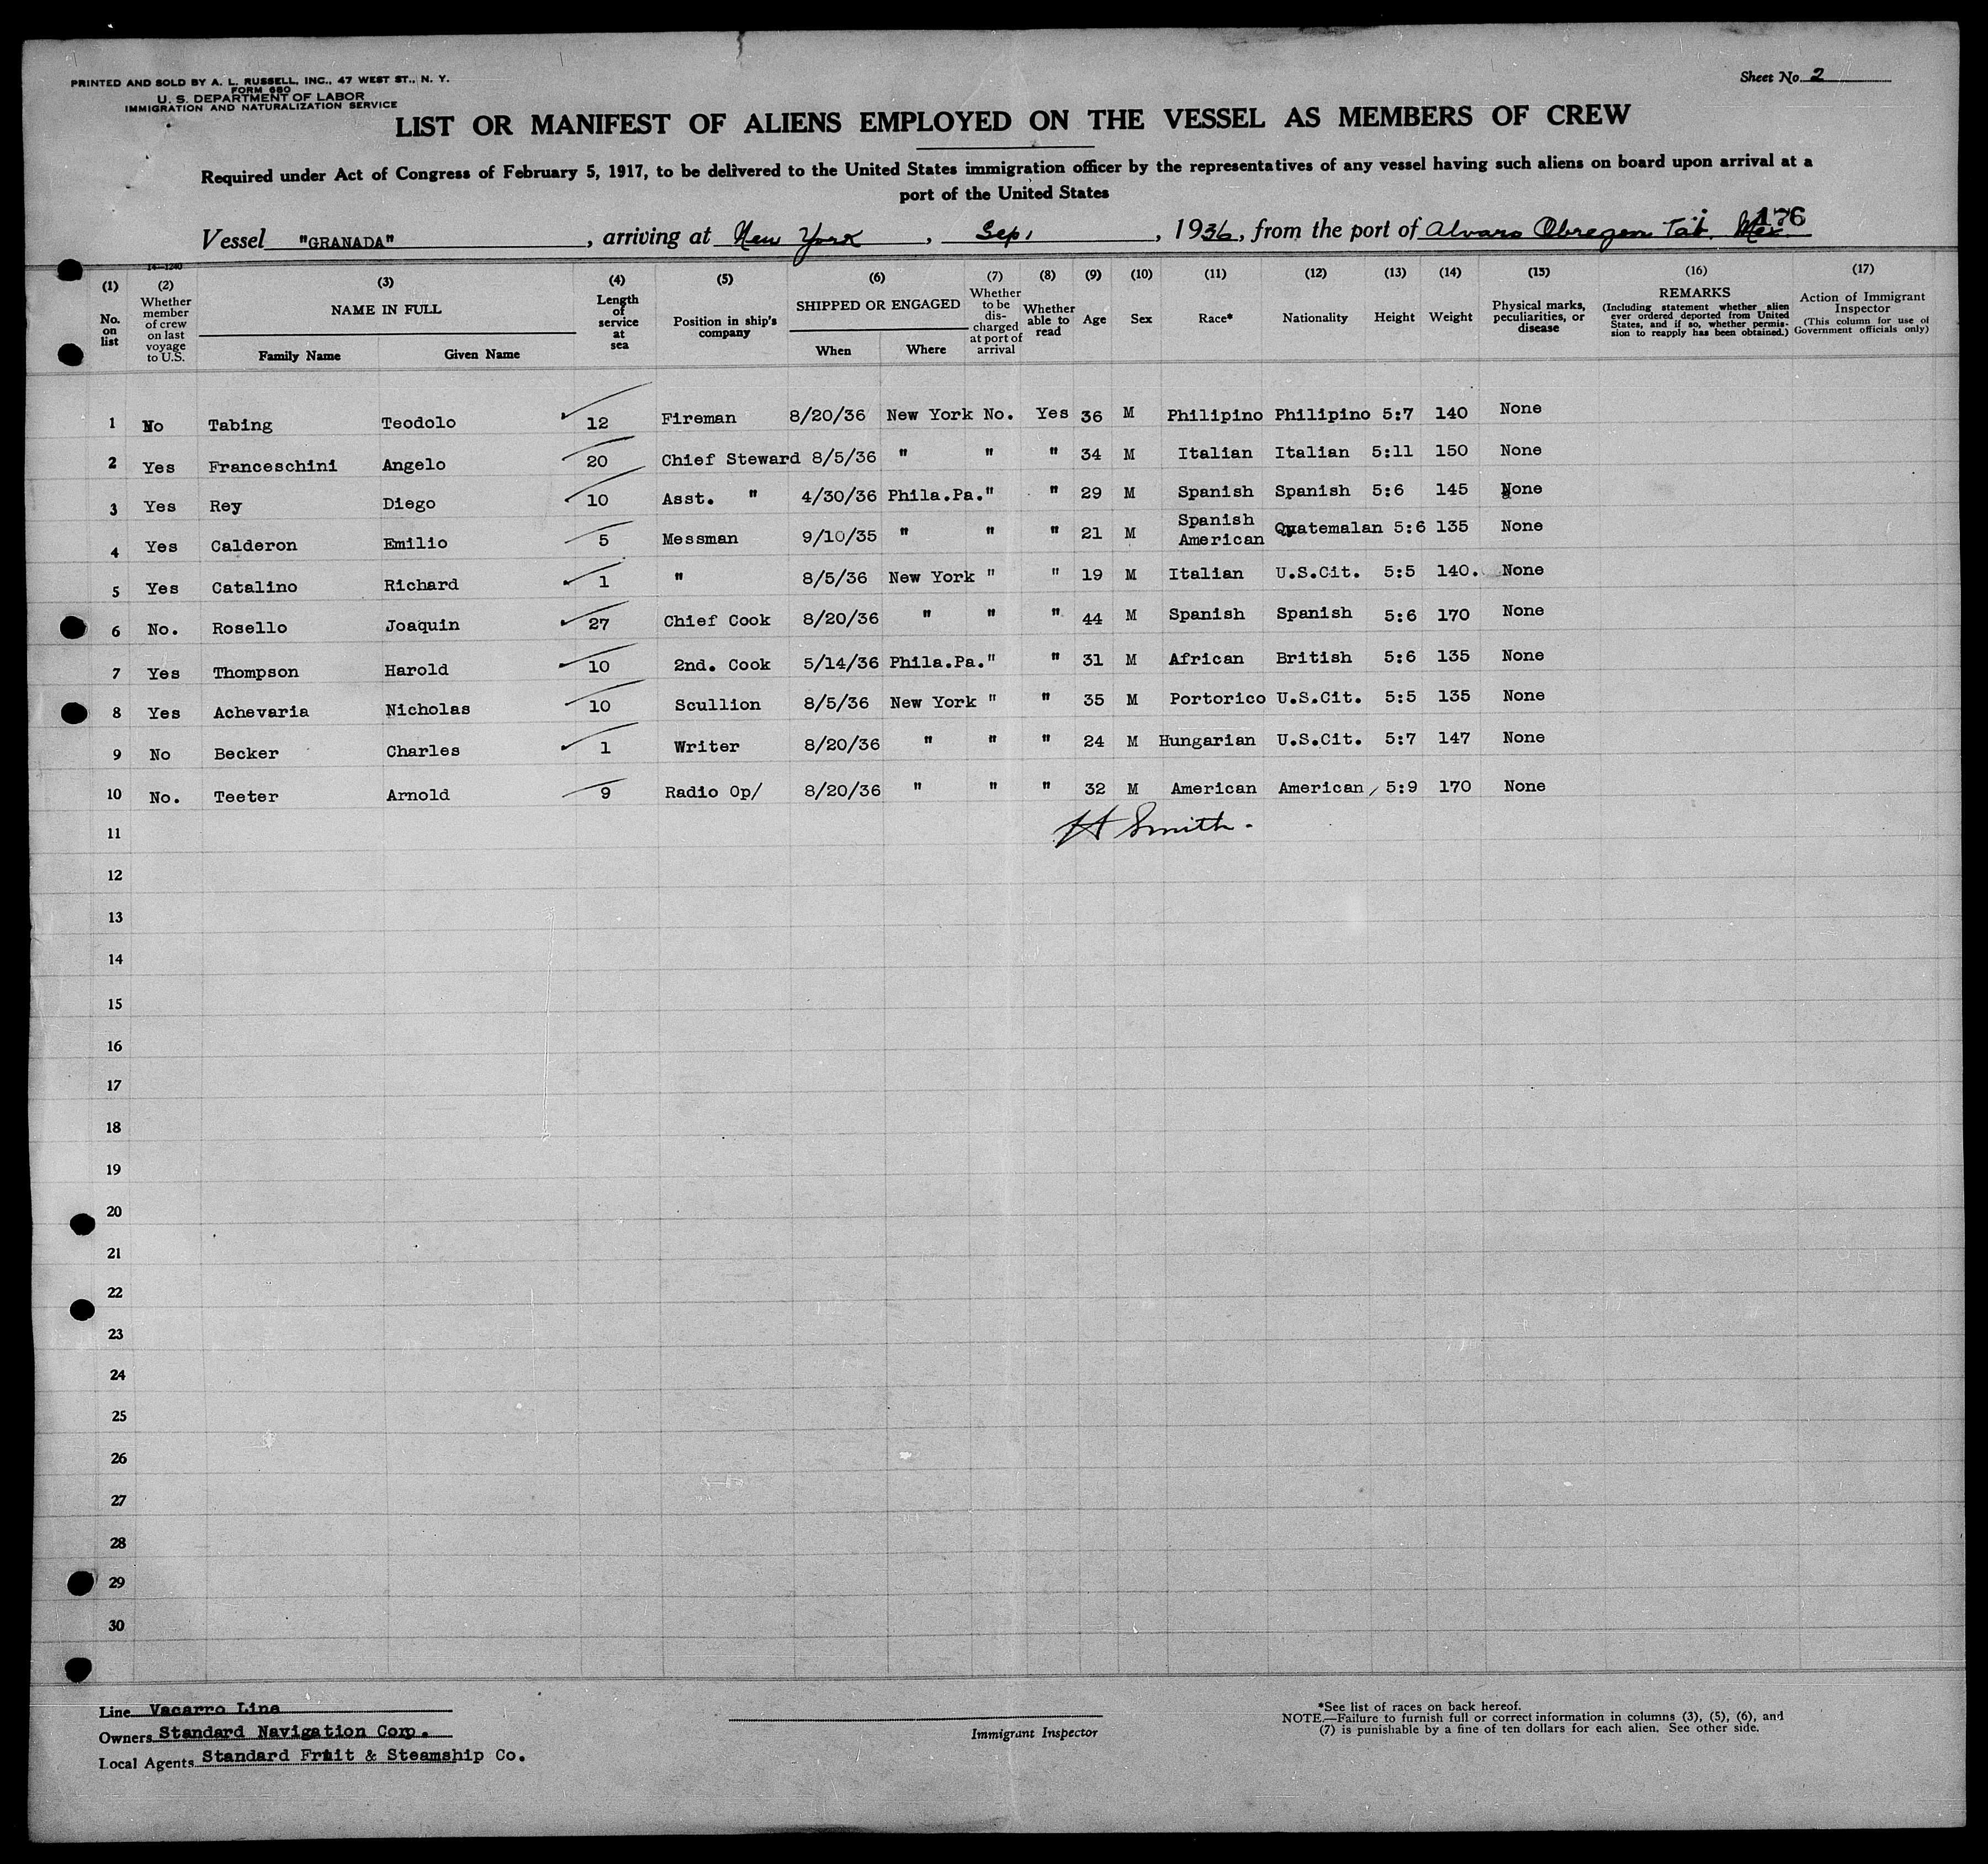 PRINTED AND SOLD BY A. L. RUSSELL, INC., 47 WEST ST., N. Y.
FORM 680
U. S. DEPARTMENT OF LABOR
IMMIGRATION AND NATURALIZATION SERVICE
Sheet No. 2
LIST OR MANIFEST OF ALIENS EMPLOYED ON THE VESSEL AS MEMBERS OF CREW
Required under Act of Congress of February 5, 1917, to be delivered to the United States immigration officer by the representatives of any vessel having such aliens on board upon arrival at a
port of the United States
176
Vessel "GRANADA", arriving at New York, Sep, 1936, from the port of Alvaro Obregon Tab. Mex.
14—1240
(1) No. on list
(2) Whether member of crew on last voyage to U.S.
(3) NAME IN FULL Family Name Given Name
(4) Length of service at sea
(5) Position in ship's company
(6) SHIPPED OR ENGAGED When Where
(7) Whether to be discharged at port of arrival
(8) Whether able to read
(9) Age
(10) Sex
(11) Race*
(12) Nationality
(13) Height
(14) Weight
(15) Physical marks, peculiarities, or disease
(16) REMARKS (Including statement whether alien ever ordered deported from United States, and if so, whether permission to reapply has been obtained.)
(17) Action of Immigrant Inspector (This column for use of Government officials only)
1 No Tabing Teodolo 12 Fireman 8/20/36 New York No. Yes 36 M Philipino Philipino 5:7 140 None
2 Yes Franceschini Angelo 20 Chief Steward 8/5/36 " " " 34 M Italian Italian 5:11 150 None
3 Yes Rey Diego 10 Asst. " 4/30/36 Phila.Pa. " " 29 M Spanish Spanish 5:6 145 None
4 Yes Calderon Emilio 5 Messman 9/10/35 " " " 21 M Spanish American Quatemalan 5:6 135 None
5 Yes Catalino Richard 1 " 8/5/36 New York " " 19 M Italian U.S.Cit. 5:5 140. None
6 No. Rosello Joaquin 27 Chief Cook 8/20/36 " " " 44 M Spanish Spanish 5:6 170 None
7 Yes Thompson Harold 10 2nd. Cook 5/14/36 Phila.Pa. " " 31 M African British 5:6 135 None
8 Yes Achevaria Nicholas 10 Scullion 8/5/36 New York " " 35 M Portorico U.S.Cit. 5:5 135 None
9 No Becker Charles 1 Writer 8/20/36 " " " 24 M Hungarian U.S.Cit. 5:7 147 None
10 No. Teeter Arnold 9 Radio Op/ 8/20/36 " " " 32 M American American 5:9 170 None
11 H Smith.
12
13
14
15
16
17
18
19
20
21
22
23
24
25
26
27
28
29
30
Line Vacarro Line
Owners Standard Navigation Corp.
Local Agents Standard Fruit & Steamship Co.
Immigrant Inspector
*See list of races on back hereof.
NOTE.—Failure to furnish full or correct information in columns (3), (5), (6), and
(7) is punishable by a fine of ten dollars for each alien. See other side.